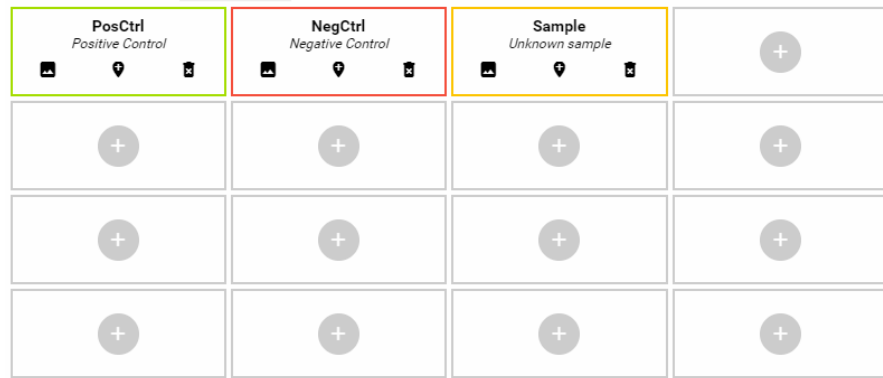 PosCtrl
Positive Control
NegCtrl
Negative Control
Sample
Unknown sample